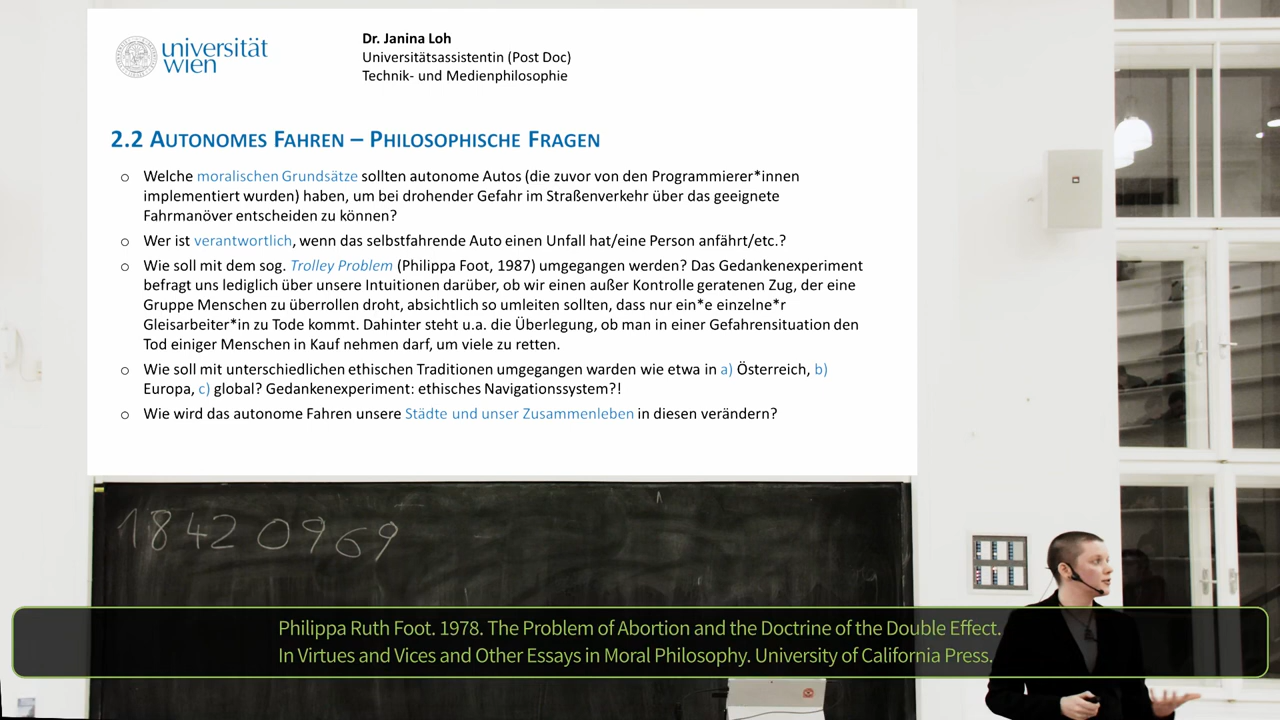 universität
wien
Dr. Janina Loh
Universitätsassistentin (Post Doc)
Technik- und Medienphilosophie
2.2 AUTONOMES FAHREN – PHILOSOPHISCHE FRAGEN
o Welche moralischen Grundsätze sollten autonome Autos (die zuvor von den Programmierer*innen
implementiert wurden) haben, um bei drohender Gefahr im Straßenverkehr über das geeignete
Fahrmanöver entscheiden zu können?
o Wer ist verantwortlich, wenn das selbstfahrende Auto einen Unfall hat/eine Person anfährt/etc.?
o Wie soll mit dem sog. Trolley Problem (Philippa Foot, 1987) umgegangen werden? Das Gedankenexperiment
befragt uns lediglich über unsere Intuitionen darüber, ob wir einen außer Kontrolle geratenen Zug, der eine
Gruppe Menschen zu überrollen droht, absichtlich so umleiten sollten, dass nur ein*e einzelne*r
Gleisarbeiter*in zu Tode kommt. Dahinter steht u.a. die Überlegung, ob man in einer Gefahrensituation den
Tod einiger Menschen in Kauf nehmen darf, um viele zu retten.
o Wie soll mit unterschiedlichen ethischen Traditionen umgegangen warden wie etwa in a) Österreich, b)
Europa, c) global? Gedankenexperiment: ethisches Navigationssystem?!
o Wie wird das autonome Fahren unsere Städte und unser Zusammenleben in diesen verändern?
18420969
Philippa Ruth Foot. 1978. The Problem of Abortion and the Doctrine of the Double Effect.
In Virtues and Vices and Other Essays in Moral Philosophy. University of California Press.